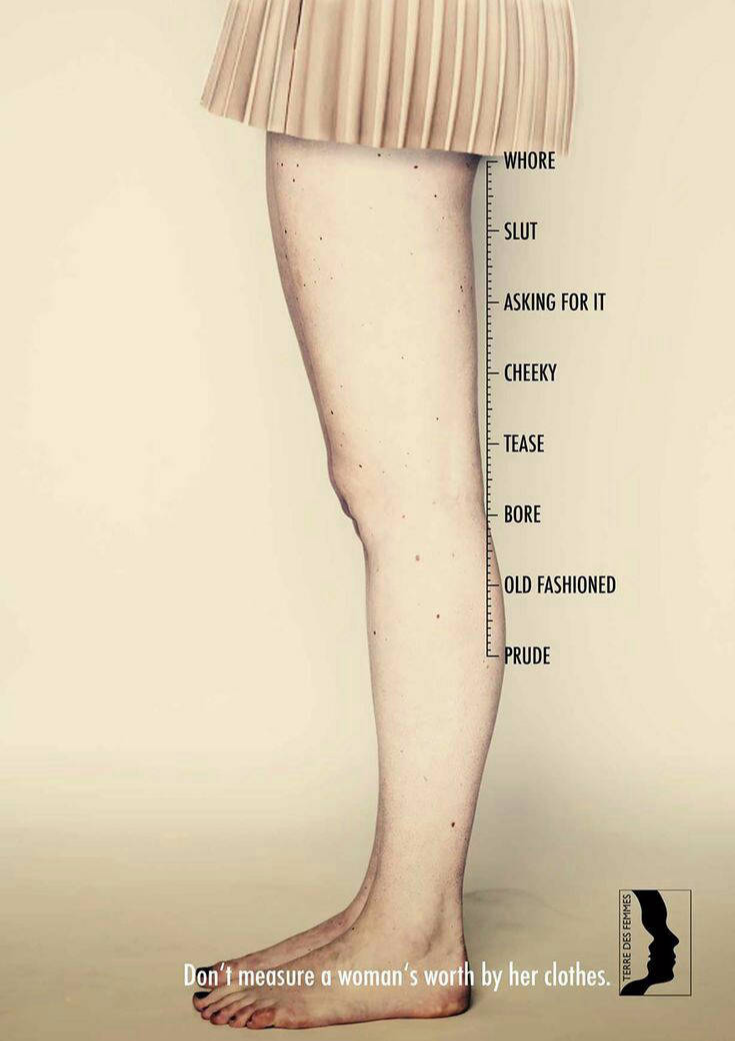 WHORE
SLUT
ASKING FOR IT
CHEEKY
TEASE
BORE
OLD FASHIONED
PRUDE
Don't measure a woman's worth by her clothes.
TERRE DES FEMMES